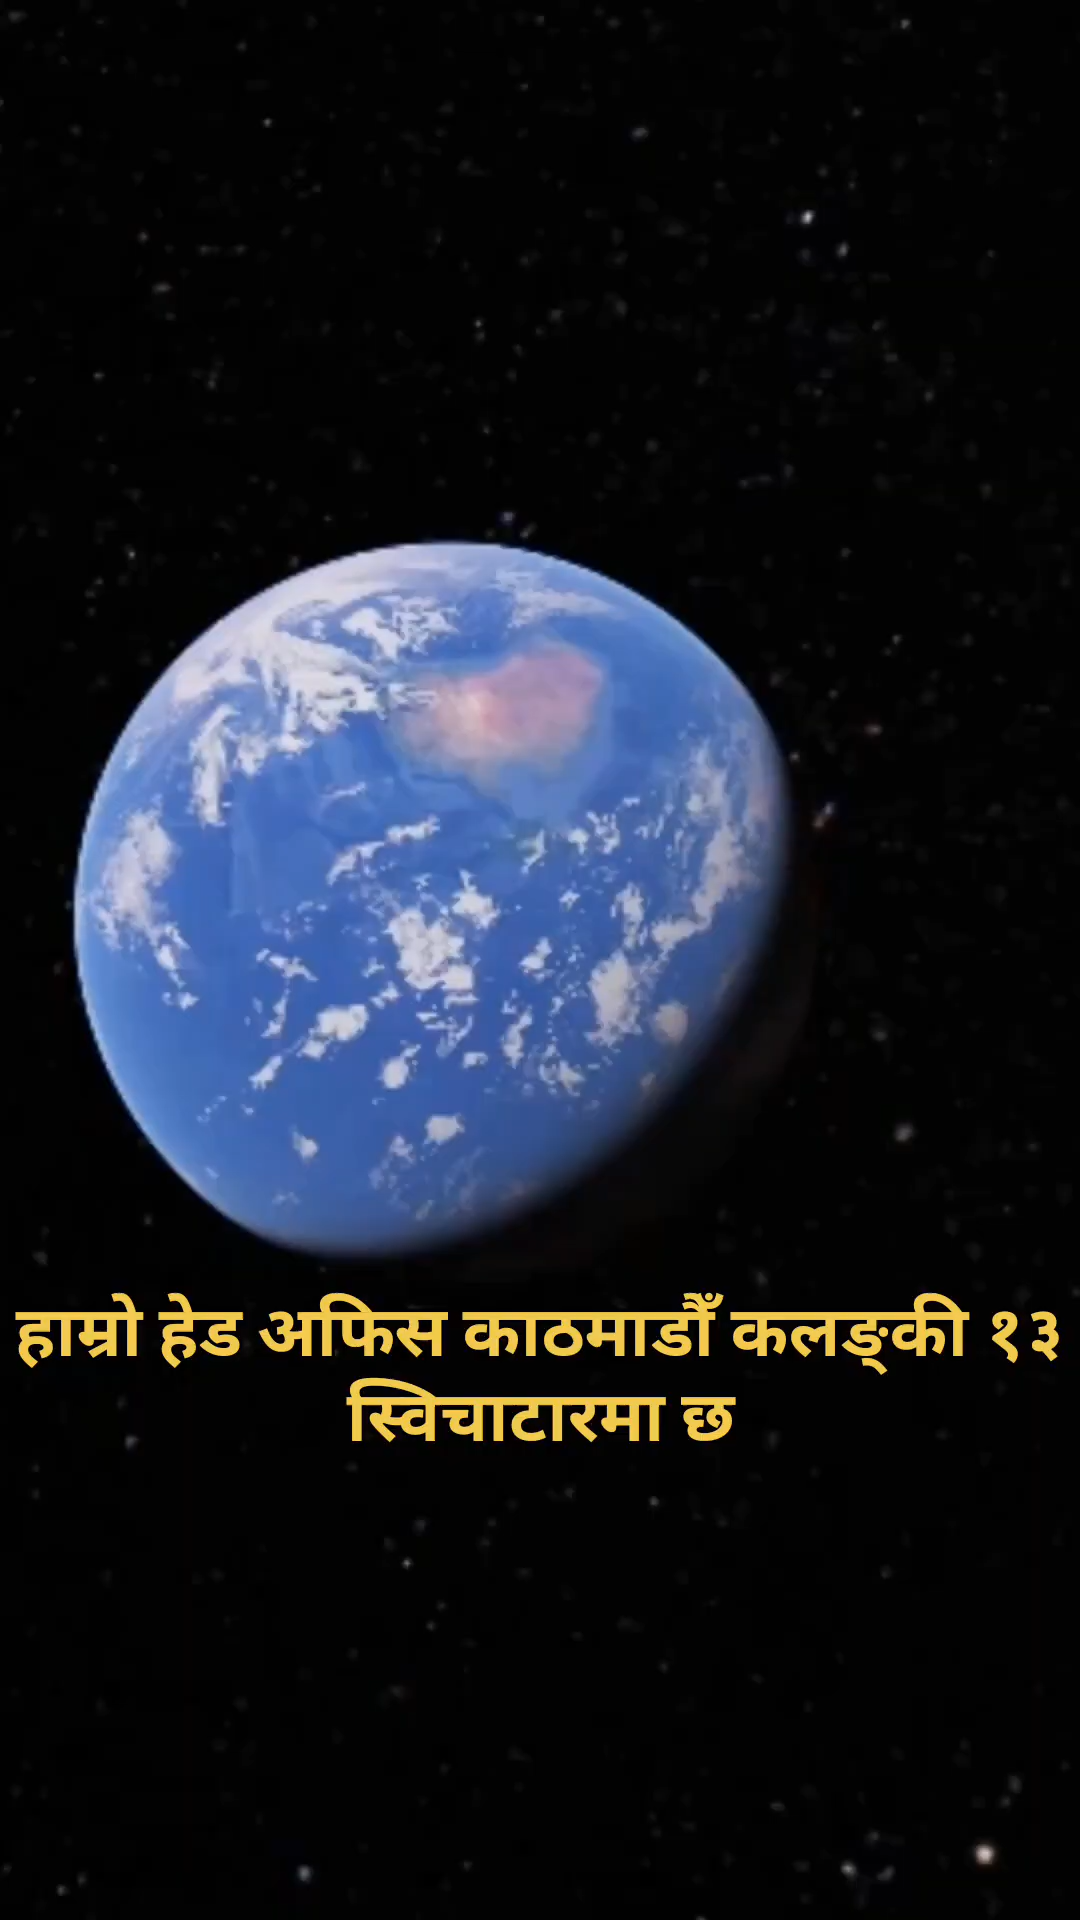 हाम्रो हेड अफिस काठमाडौँ कलङ्की १३
स्विचाटारमा छ